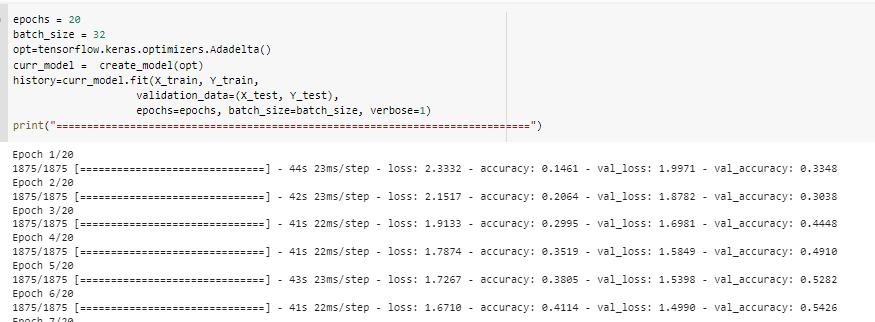 epochs = 20
batch_size = 32
opt=tensorflow.keras.optimizers.Adadelta()
curr_model =  create_model(opt)
history=curr_model.fit(X_train, Y_train,
                    validation_data=(X_test, Y_test),
                    epochs=epochs, batch_size=batch_size, verbose=1)
print("=============================================================================")
Epoch 1/20
1875/1875 [==============================] - 44s 23ms/step - loss: 2.3332 - accuracy: 0.1461 - val_loss: 1.9971 - val_accuracy: 0.3348
Epoch 2/20
1875/1875 [==============================] - 42s 23ms/step - loss: 2.1517 - accuracy: 0.2064 - val_loss: 1.8782 - val_accuracy: 0.3038
Epoch 3/20
1875/1875 [==============================] - 41s 22ms/step - loss: 1.9133 - accuracy: 0.2995 - val_loss: 1.6981 - val_accuracy: 0.4448
Epoch 4/20
1875/1875 [==============================] - 41s 22ms/step - loss: 1.7874 - accuracy: 0.3519 - val_loss: 1.5849 - val_accuracy: 0.4910
Epoch 5/20
1875/1875 [==============================] - 43s 23ms/step - loss: 1.7267 - accuracy: 0.3805 - val_loss: 1.5398 - val_accuracy: 0.5282
Epoch 6/20
1875/1875 [==============================] - 41s 22ms/step - loss: 1.6710 - accuracy: 0.4114 - val_loss: 1.4990 - val_accuracy: 0.5426
Epoch 7/20